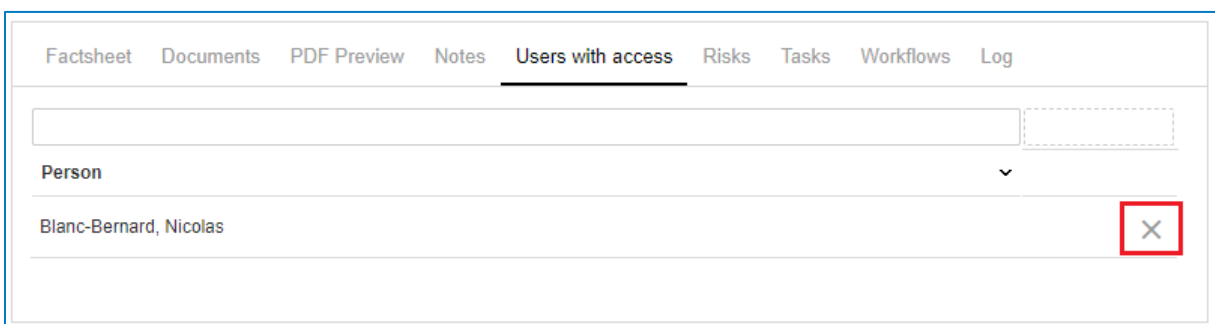 Factsheet Documents PDF Preview Notes Users with access Risks Tasks Workflows Log
Person
Blanc-Bernard, Nicolas